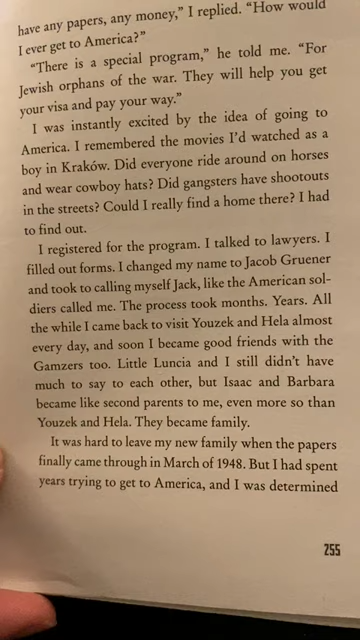 have any papers, any money,” I replied. “How would
I ever get to America?”
“There is a special program,” he told me. “For
Jewish orphans of the war. They will help you get
your visa and pay your way.”
I was instantly excited by the idea of going to
America. I remembered the movies I’d watched as a
boy in Kraków. Did everyone ride around on horses
and wear cowboy hats? Did gangsters have shootouts
in the streets? Could I really find a home there? I had
to find out.
I registered for the program. I talked to lawyers. I
filled out forms. I changed my name to Jacob Gruener
and took to calling myself Jack, like the American sol-
diers called me. The process took months. Years. All
the while I came back to visit Youzek and Hela almost
every day, and soon I became good friends with the
Gamzers too. Little Luncia and I still didn’t have
much to say to each other, but Isaac and Barbara
became like second parents to me, even more so than
Youzek and Hela. They became family.
It was hard to leave my new family when the papers
finally came through in March of 1948. But I had spent
years trying to get to America, and I was determined
255